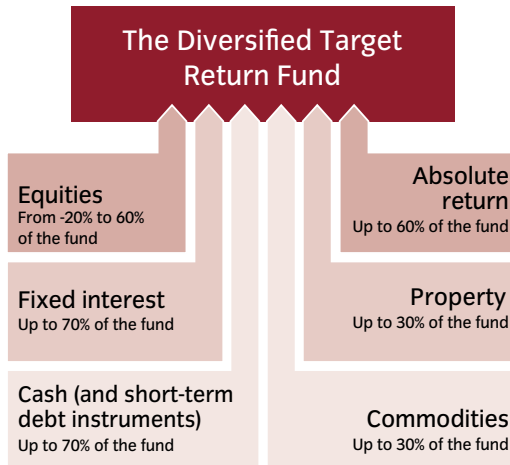 The Diversified Target
Return Fund
Equities
From -20% to 60%
of the fund
Absolute
return
Up to 60% of the fund
Fixed interest
Up to 70% of the fund
Property
Up to 30% of the fund
Cash (and short-term
debt instruments)
Up to 70% of the fund
Commodities
Up to 30% of the fund